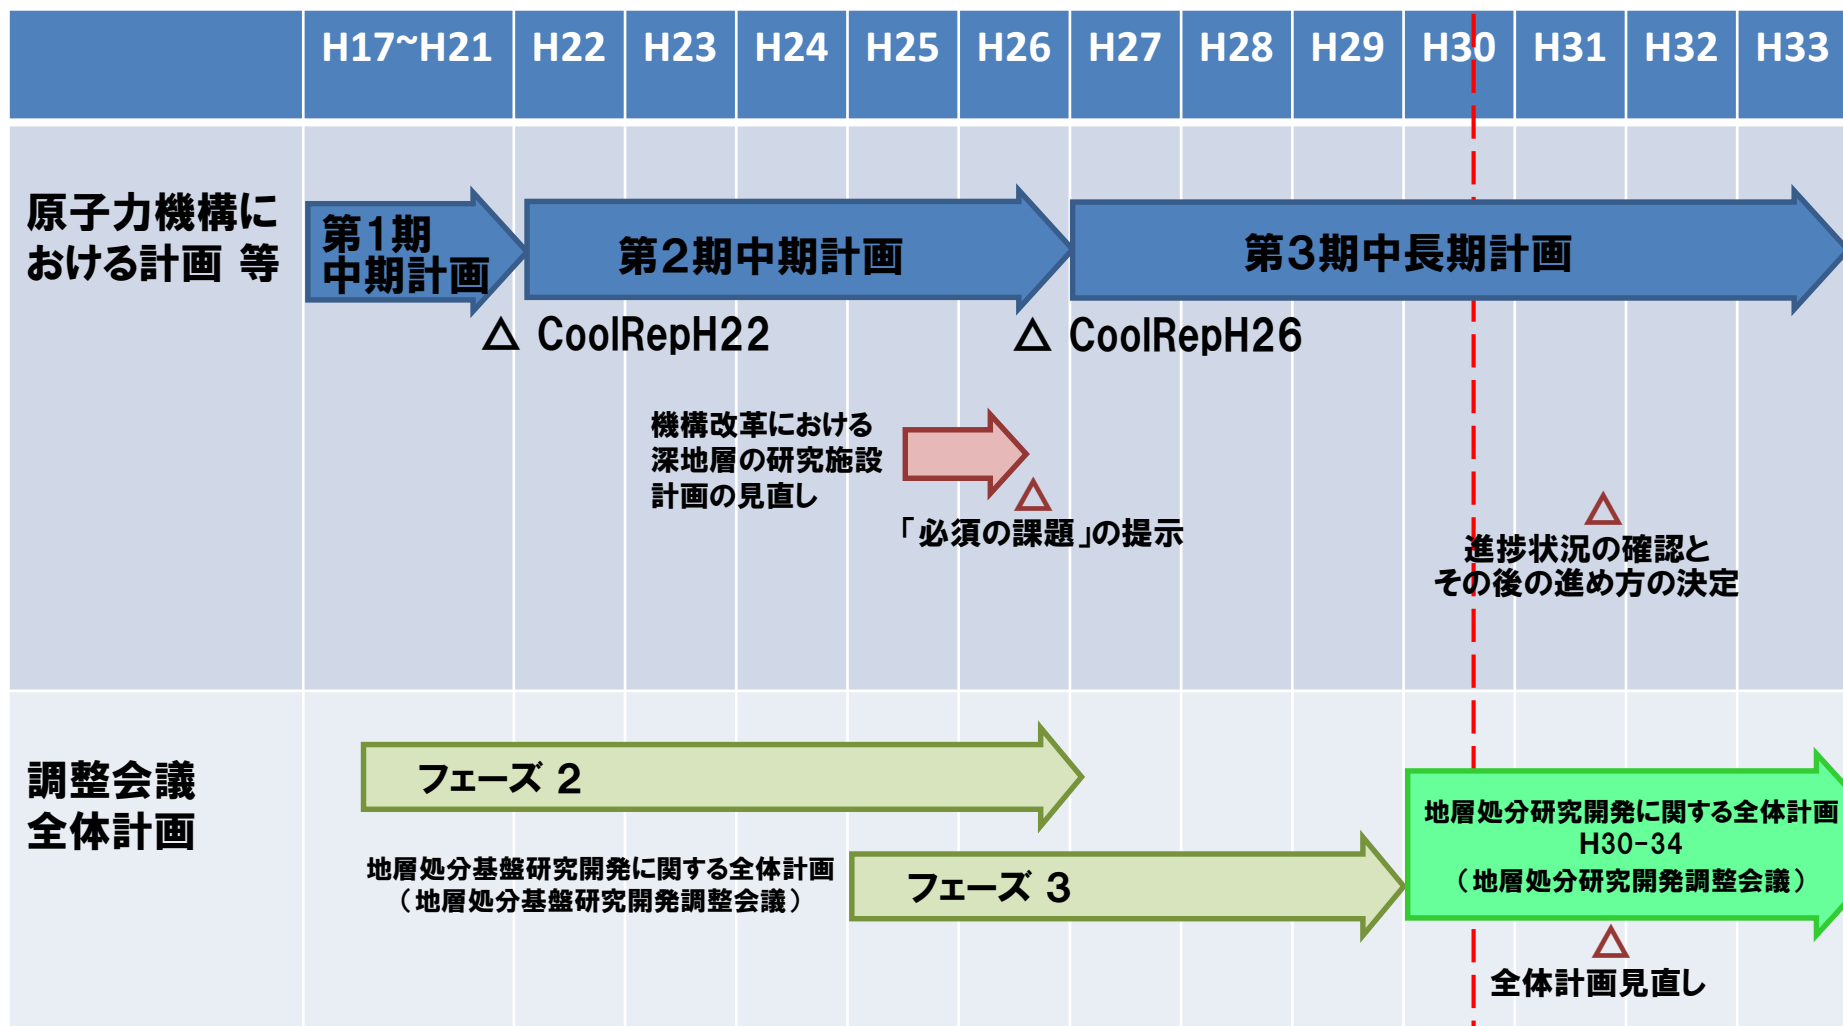 H17~H21 H22 H23 H24 H25 H26 H27 H28 H29 H30 H31 H32 H33
原子力機構に
おける計画 等
第1期
中期計画
第2期中期計画
第3期中長期計画
△ CoolRepH22
△ CoolRepH26
機構改革における
深地層の研究施設
計画の見直し
△
「必須の課題」の提示
△
進捗状況の確認と
その後の進め方の決定
調整会議
全体計画
フェーズ 2
地層処分基盤研究開発に関する全体計画
(地層処分基盤研究開発調整会議)
フェーズ 3
地層処分研究開発に関する全体計画
H30-34
(地層処分研究開発調整会議)
△
全体計画見直し